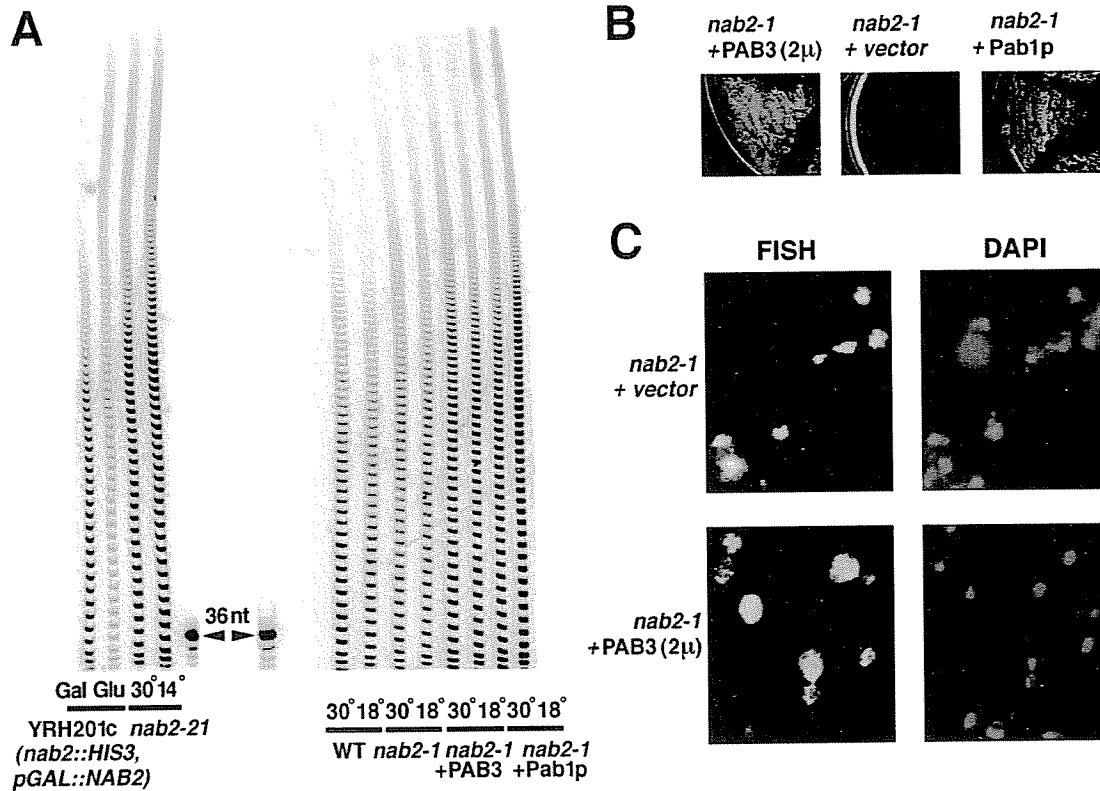 A
36 nt
Gal Glu 30° 14°
YRH201c nab2-21
(nab2::HIS3,
pGAL::NAB2)
30° 18° 30° 18° 30° 18° 30° 18°
WT nab2-1 nab2-1 nab2-1
+PAB3 +Pab1p
B
nab2-1
+PAB3 (2µ)
nab2-1
+ vector
nab2-1
+ Pab1p
C
FISH
DAPI
nab2-1
+ vector
nab2-1
+PAB3 (2µ)